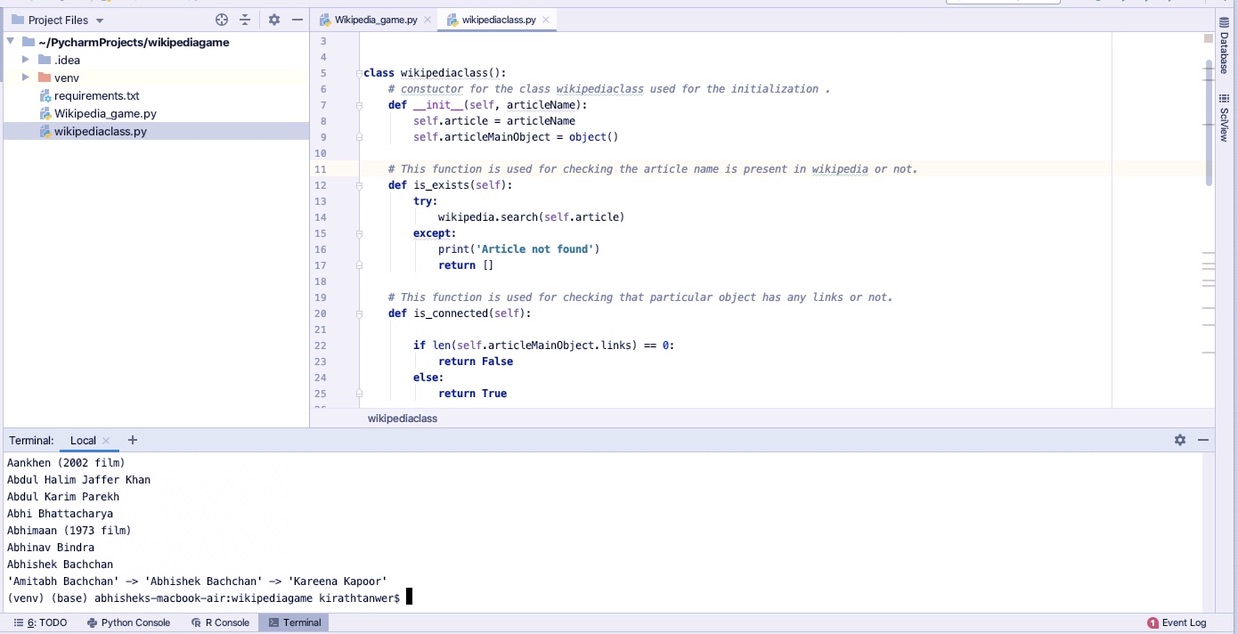 Project Files
Wikipedia_game.py
wikipediaclass.py
Database
SciView
~/PycharmProjects/wikipediagame
.idea
venv
requirements.txt
Wikipedia_game.py
wikipediaclass.py
3
4
5 class wikipediaclass():
6 # constuctor for the class wikipediaclass used for the initialization .
7 def __init__(self, articleName):
8 self.article = articleName
9 self.articleMainObject = object()
10
11 # This function is used for checking the article name is present in wikipedia or not.
12 def is_exists(self):
13 try:
14 wikipedia.search(self.article)
15 except:
16 print('Article not found')
17 return []
18
19 # This function is used for checking that particular object has any links or not.
20 def is_connected(self):
21
22 if len(self.articleMainObject.links) == 0:
23 return False
24 else:
25 return True
wikipediaclass
Terminal: Local +
Aankhen (2002 film)
Abdul Halim Jaffer Khan
Abdul Karim Parekh
Abhi Bhattacharya
Abhimaan (1973 film)
Abhinav Bindra
Abhishek Bachchan
'Amitabh Bachchan' -> 'Abhishek Bachchan' -> 'Kareena Kapoor'
(venv) (base) abhisheks-macbook-air:wikipediagame kirathtanwer$
6: TODO Python Console R Console Terminal 1 Event Log